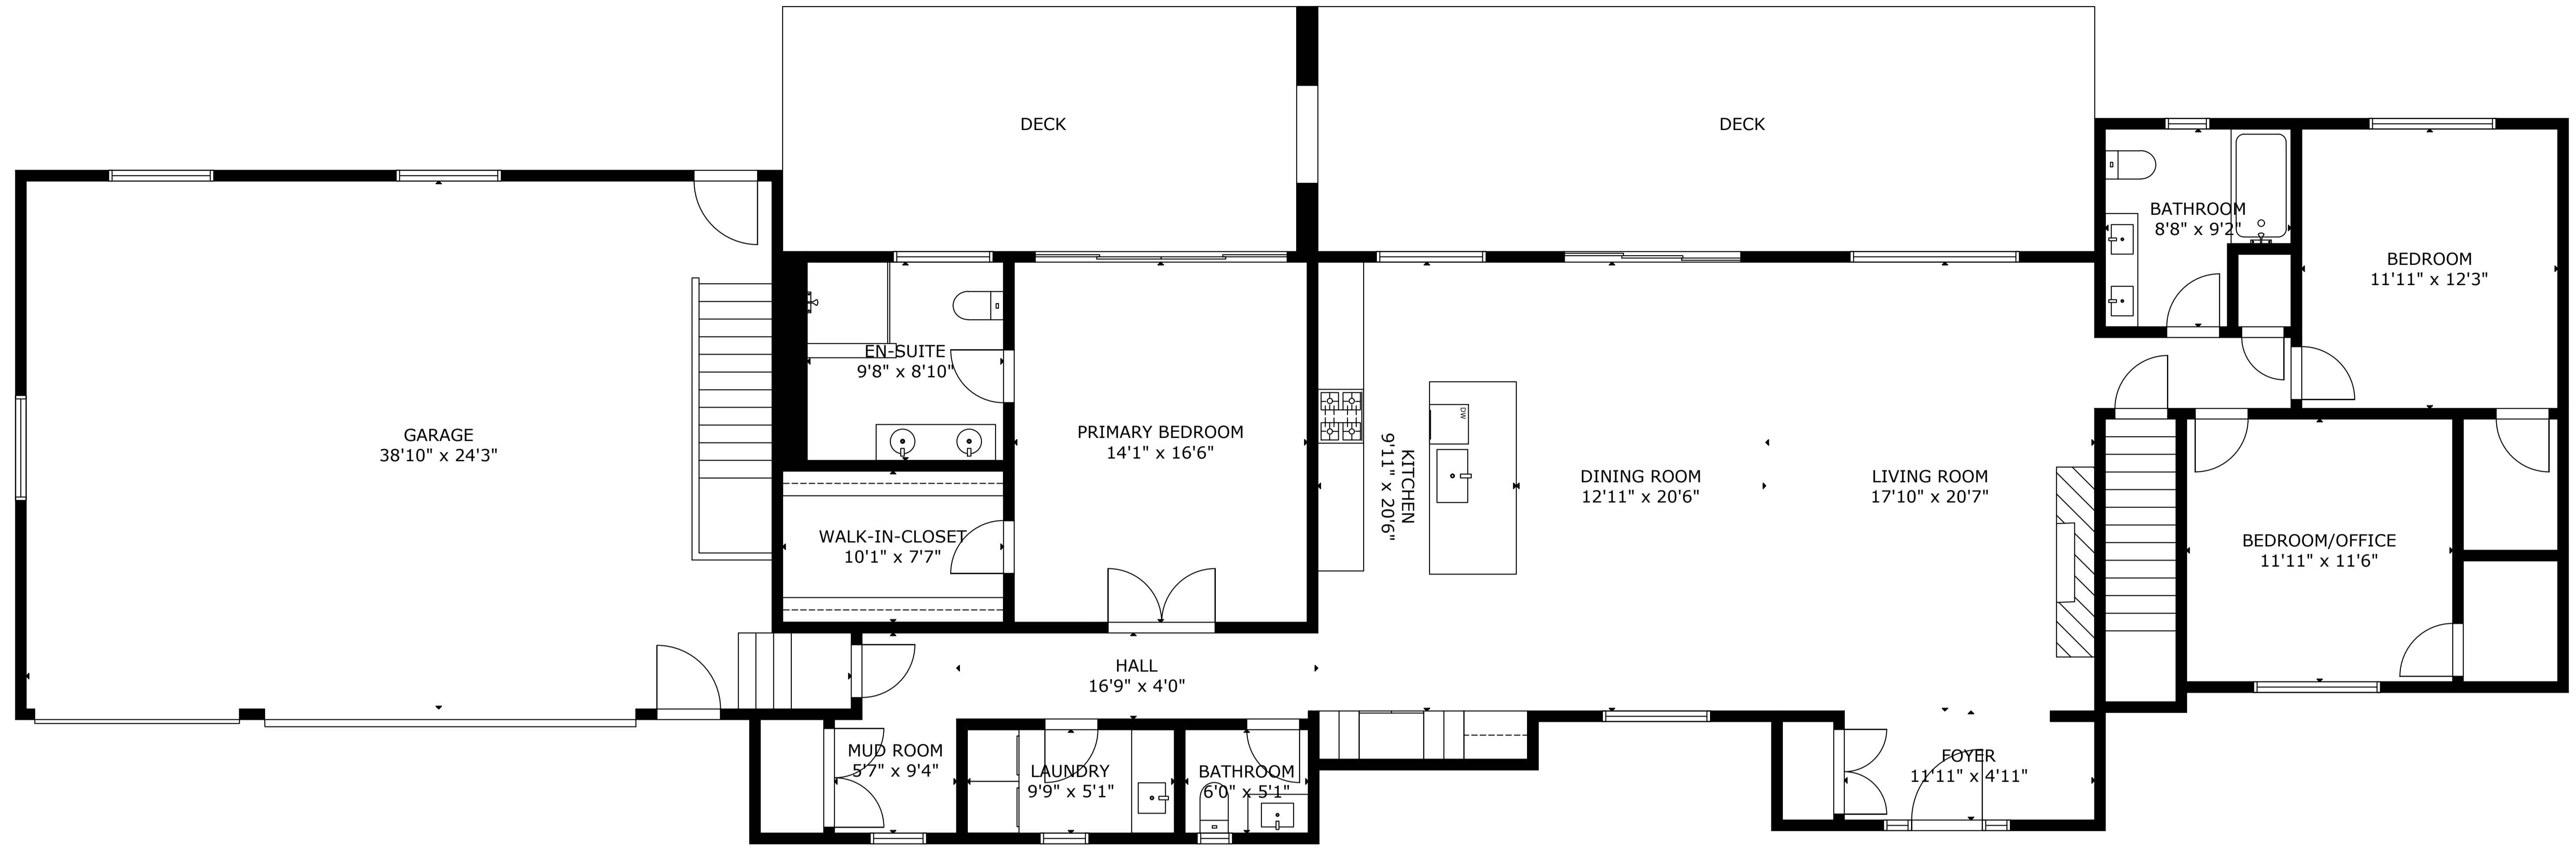 DECK
DECK
BATHROOM
8'8" x 9'2"
BEDROOM
11'11" x 12'3"
EN-SUITE
9'8" x 8'10"
GARAGE
38'10" x 24'3"
PRIMARY BEDROOM
14'1" x 16'6"
DW
KITCHEN
9'11" x 20'6"
DINING ROOM
12'11" x 20'6"
LIVING ROOM
17'10" x 20'7"
WALK-IN-CLOSET
10'1" x 7'7"
BEDROOM/OFFICE
11'11" x 11'6"
HALL
16'9" x 4'0"
MUD ROOM
5'7" x 9'4"
LAUNDRY
9'9" x 5'1"
BATHROOM
6'0" x 5'1"
FOYER
11'11" x 4'11"